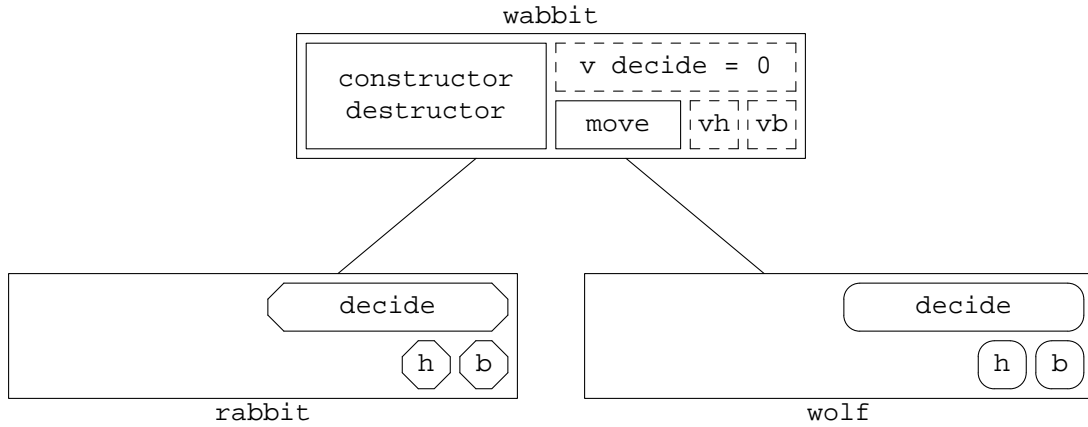 wabbit
constructor
destructor
v decide = 0
move
vh
vb
decide
h
b
rabbit
decide
h
b
wolf